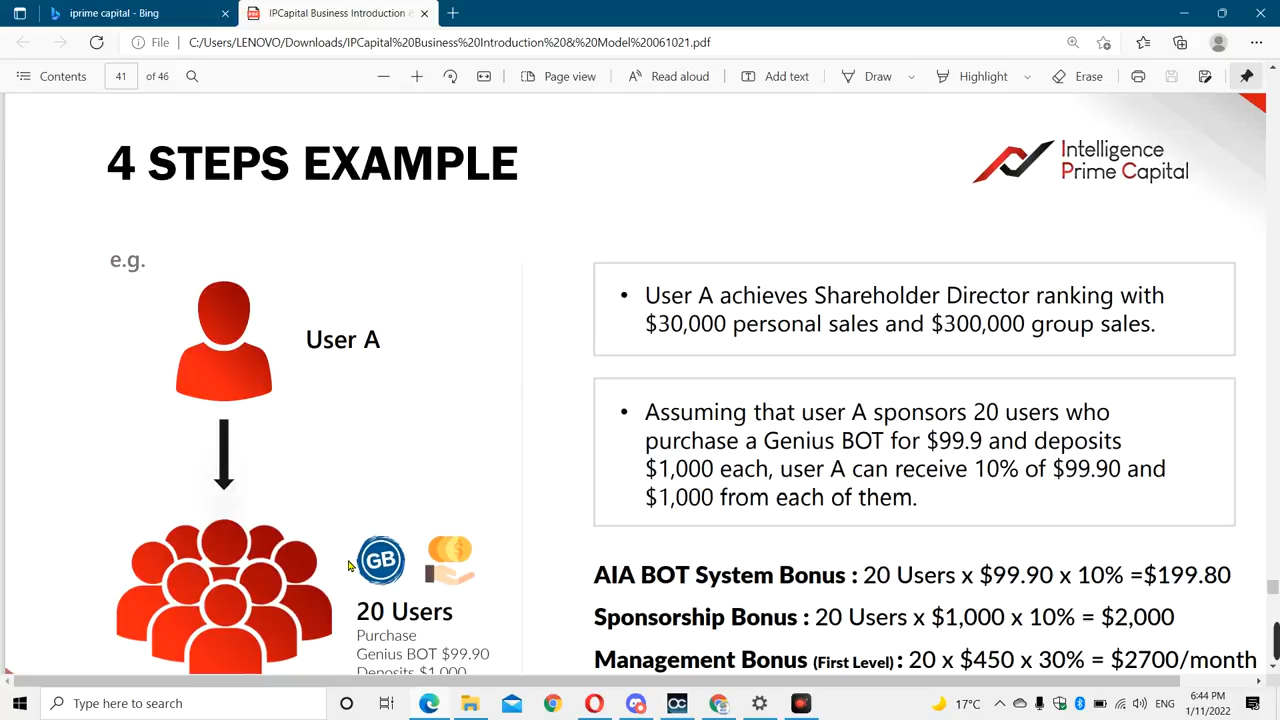 iprime capital - Bing
IPCapital Business Introduction &
File
C:/Users/LENOVO/Downloads/IPCapital%20Business%20Introduction%20&%20Model%20061021.pdf
Contents
41
of 46
Page view
Read aloud
Add text
Draw
Highlight
Erase
4 STEPS EXAMPLE
Intelligence
Prime Capital
e.g.
User A
• User A achieves Shareholder Director ranking with
$30,000 personal sales and $300,000 group sales.
• Assuming that user A sponsors 20 users who
purchase a Genius BOT for $99.9 and deposits
$1,000 each, user A can receive 10% of $99.90 and
$1,000 from each of them.
GB
20 Users
Purchase
Genius BOT $99.90
Deposits $1,000
AIA BOT System Bonus : 20 Users x $99.90 x 10% =$199.80
Sponsorship Bonus : 20 Users x $1,000 x 10% = $2,000
Management Bonus (First Level) : 20 x $450 x 30% = $2700/month
Type here to search
OC
17°C
ENG
6:44 PM
1/11/2022